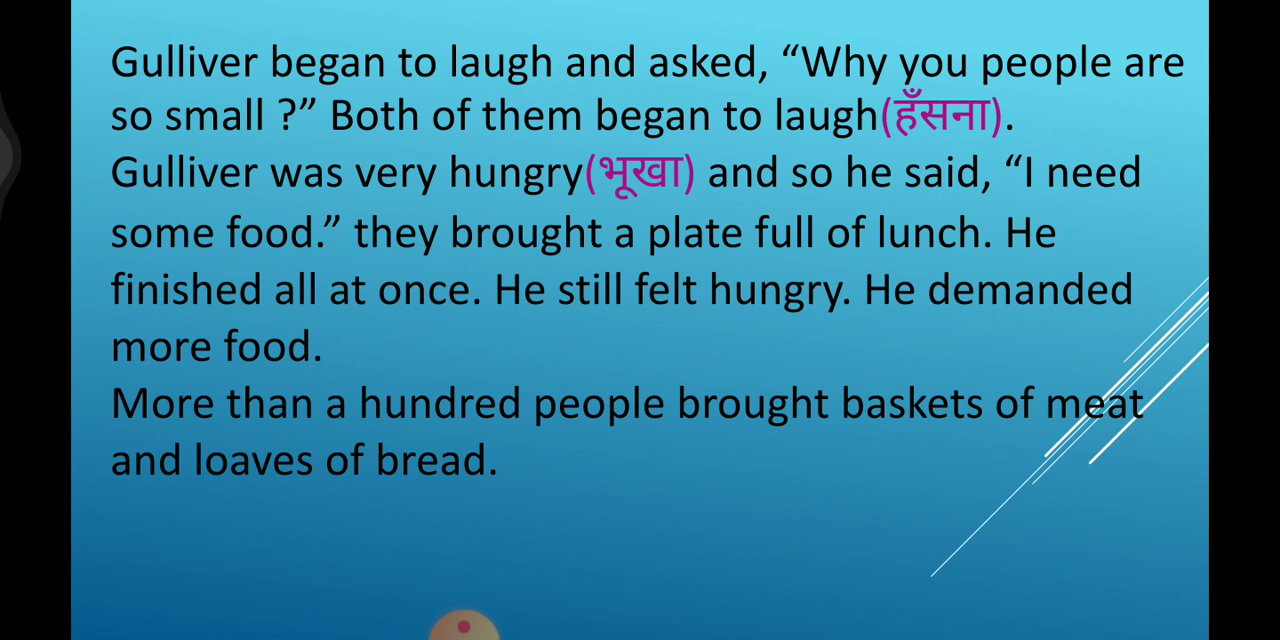 Gulliver began to laugh and asked, “Why you people are
so small ?” Both of them began to laugh(हँसना).
Gulliver was very hungry(भूखा) and so he said, “I need
some food.” they brought a plate full of lunch. He
finished all at once. He still felt hungry. He demanded
more food.
More than a hundred people brought baskets of meat
and loaves of bread.